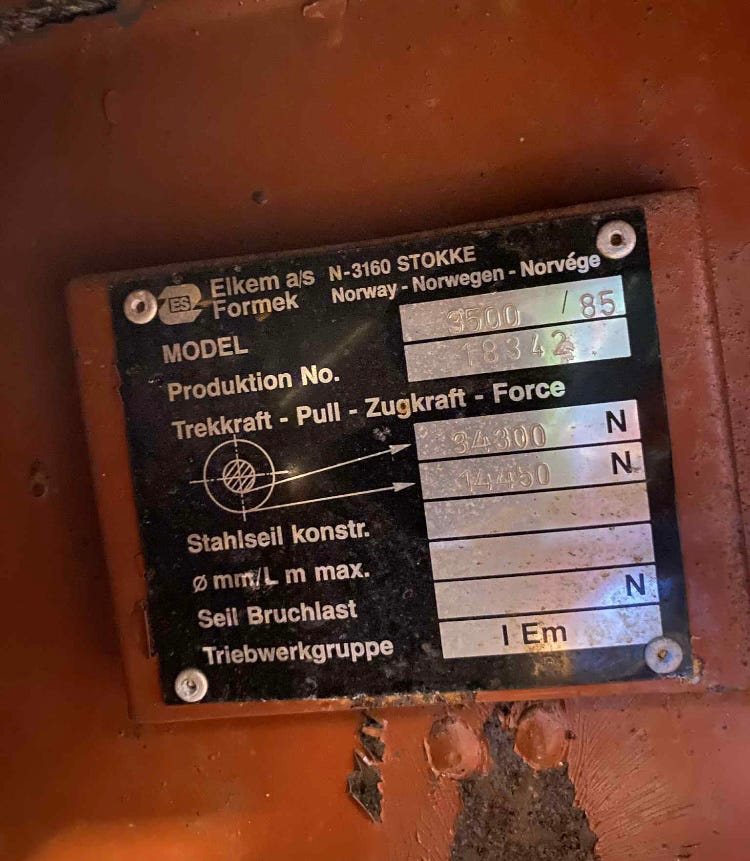 ES Elkem a/s N-3160 STOKKE
Formek Norway - Norwegen - Norvége
MODEL 3500 / 85
Produktion No. 18342
Trekkraft - Pull - Zugkraft - Force
34300 N
14450 N
Stahlseil konstr.
ø mm/L m max.
Seil Bruchlast N
Triebwerkgruppe I Em